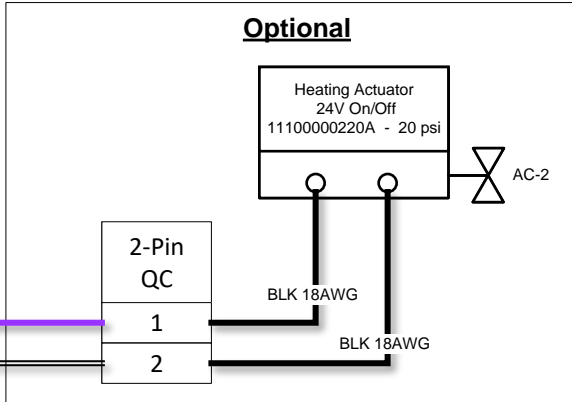 Optional
Heating Actuator
24V On/Off
11100000220A - 20 psi
AC-2
2-Pin
QC
BLK 18AWG
1
BLK 18AWG
2